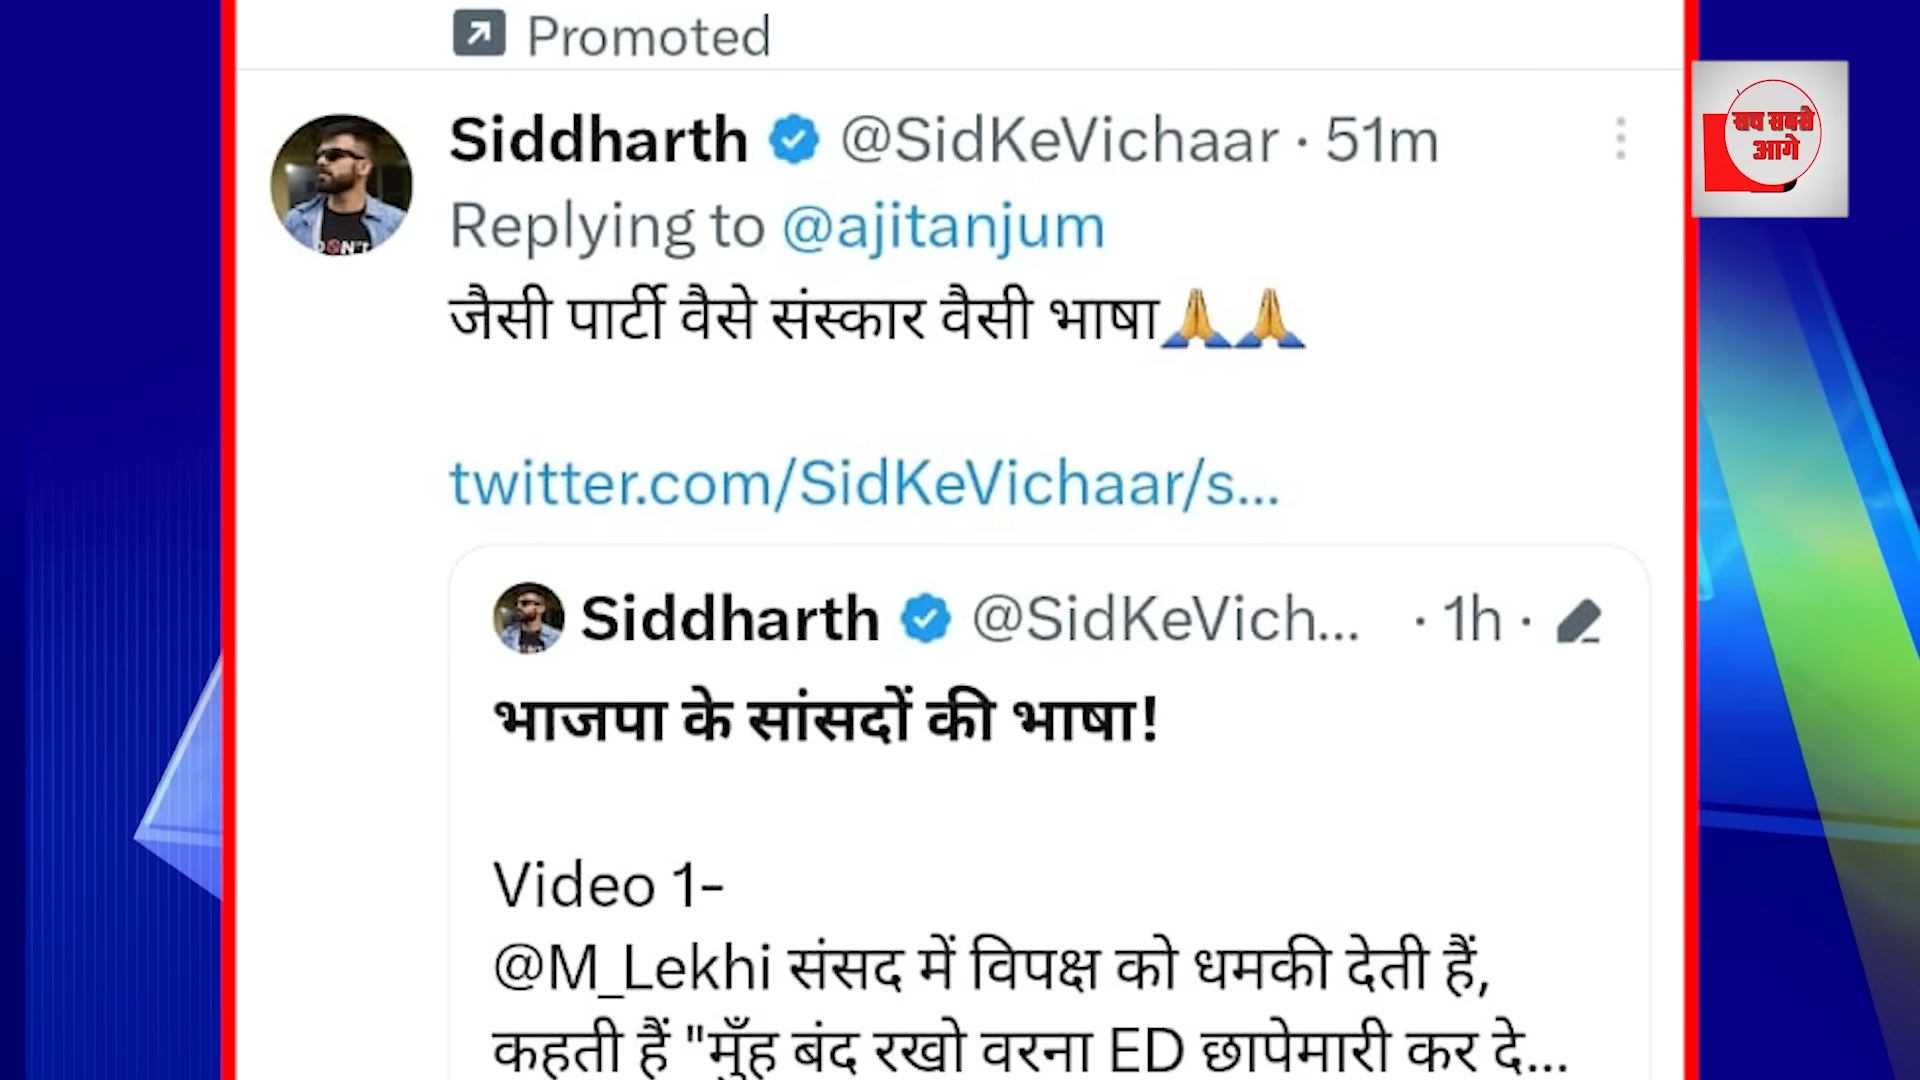 Promoted
Siddharth @SidKeVichaar · 51m
सच सबसे
आगे
Replying to @ajitanjum
जैसी पार्टी वैसे संस्कार वैसी भाषा🙏🙏
twitter.com/SidKeVichaar/s...
Siddharth @SidKeVich... · 1h ·
भाजपा के सांसदों की भाषा!
Video 1-
@M_Lekhi संसद में विपक्ष को धमकी देती हैं,
कहती हैं "मुँह बंद रखो वरना ED छापेमारी कर दे...